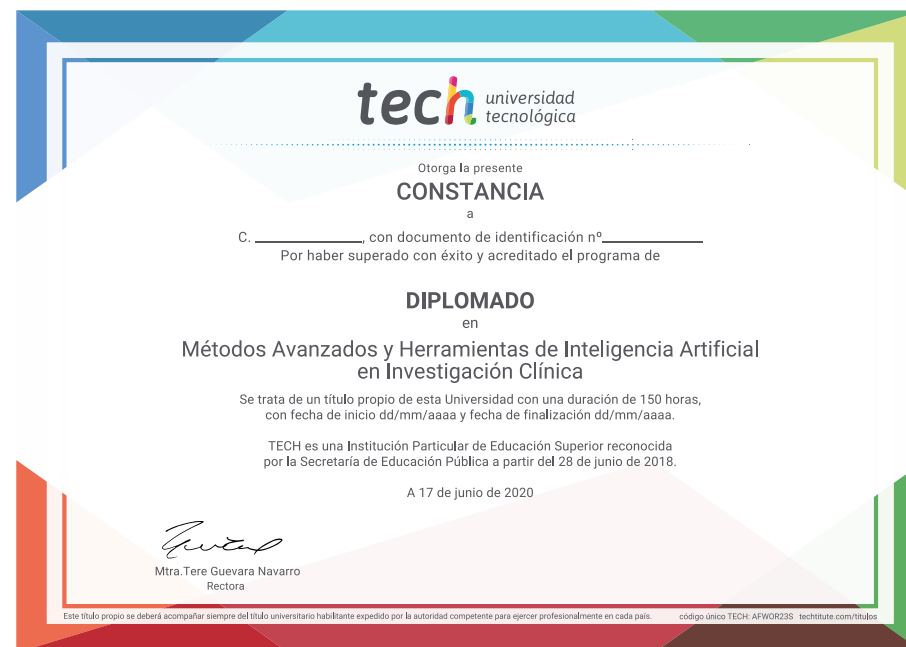 tech universidad
tecnológica
Otorga la presente
CONSTANCIA
a
C. ____________, con documento de identificación nº____________
Por haber superado con éxito y acreditado el programa de
DIPLOMADO
en
Métodos Avanzados y Herramientas de Inteligencia Artificial
en Investigación Clínica
Se trata de un título propio de esta Universidad con una duración de 150 horas,
con fecha de inicio dd/mm/aaaa y fecha de finalización dd/mm/aaaa.
TECH es una Institución Particular de Educación Superior reconocida
por la Secretaría de Educación Pública a partir del 28 de junio de 2018.
A 17 de junio de 2020
Mtra.Tere Guevara Navarro
Rectora
Este título propio se deberá acompañar siempre del título universitario habilitante expedido por la autoridad competente para ejercer profesionalmente en cada país. código único TECH: AFWOR23S techtitute.com/titulos